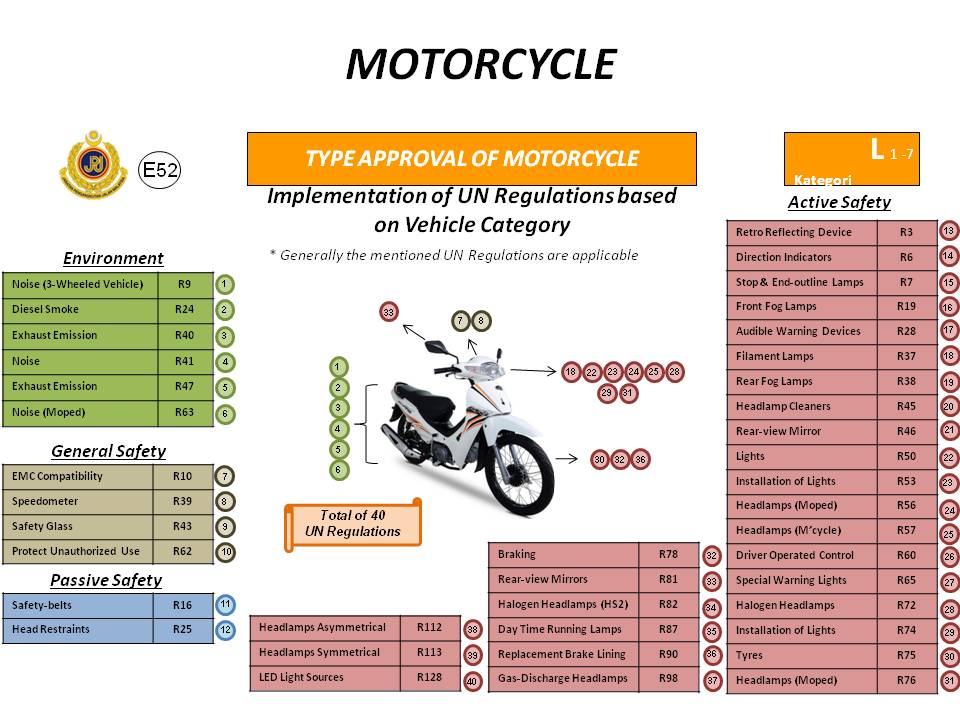 MOTORCYCLE
JPJ
E52
TYPE APPROVAL OF MOTORCYCLE
L 1 -7
Kategori
Implementation of UN Regulations based
on Vehicle Category
* Generally the mentioned UN Regulations are applicable
Environment
Noise (3-Wheeled Vehicle) R9 1
Diesel Smoke R24 2
Exhaust Emission R40 3
Noise R41 4
Exhaust Emission R47 5
Noise (Moped) R63 6
General Safety
EMC Compatibility R10 7
Speedometer R39 8
Safety Glass R43 9
Protect Unauthorized Use R62 10
Passive Safety
Safety-belts R16 11
Head Restraints R25 12
33
7 8
1
2
3
4
5
6
18 22 23 24 25 28
29 31
30 32 36
Total of 40
UN Regulations
Headlamps Asymmetrical R112 38
Headlamps Symmetrical R113 39
LED Light Sources R128 40
Braking R78 32
Rear-view Mirrors R81 33
Halogen Headlamps (HS2) R82 34
Day Time Running Lamps R87 35
Replacement Brake Lining R90 36
Gas-Discharge Headlamps R98 37
Active Safety
Retro Reflecting Device R3 13
Direction Indicators R6 14
Stop & End-outline Lamps R7 15
Front Fog Lamps R19 16
Audible Warning Devices R28 17
Filament Lamps R37 18
Rear Fog Lamps R38 19
Headlamp Cleaners R45 20
Rear-view Mirror R46 21
Lights R50 22
Installation of Lights R53 23
Headlamps (Moped) R56 24
Headlamps (M'cycle) R57 25
Driver Operated Control R60 26
Special Warning Lights R65 27
Halogen Headlamps R72 28
Installation of Lights R74 29
Tyres R75 30
Headlamps (Moped) R76 31